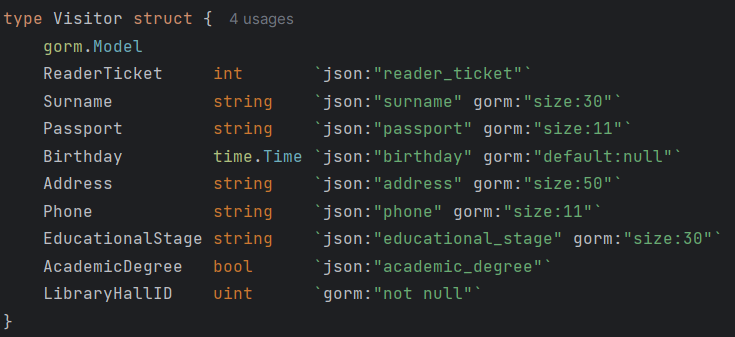 type Visitor struct { 4 usages
gorm.Model
ReaderTicket int `json:"reader_ticket"`
Surname string `json:"surname" gorm:"size:30"`
Passport string `json:"passport" gorm:"size:11"`
Birthday time.Time `json:"birthday" gorm:"default:null"`
Address string `json:"address" gorm:"size:50"`
Phone string `json:"phone" gorm:"size:11"`
EducationalStage string `json:"educational_stage" gorm:"size:30"`
AcademicDegree bool `json:"academic_degree"`
LibraryHallID uint `gorm:"not null"`
}